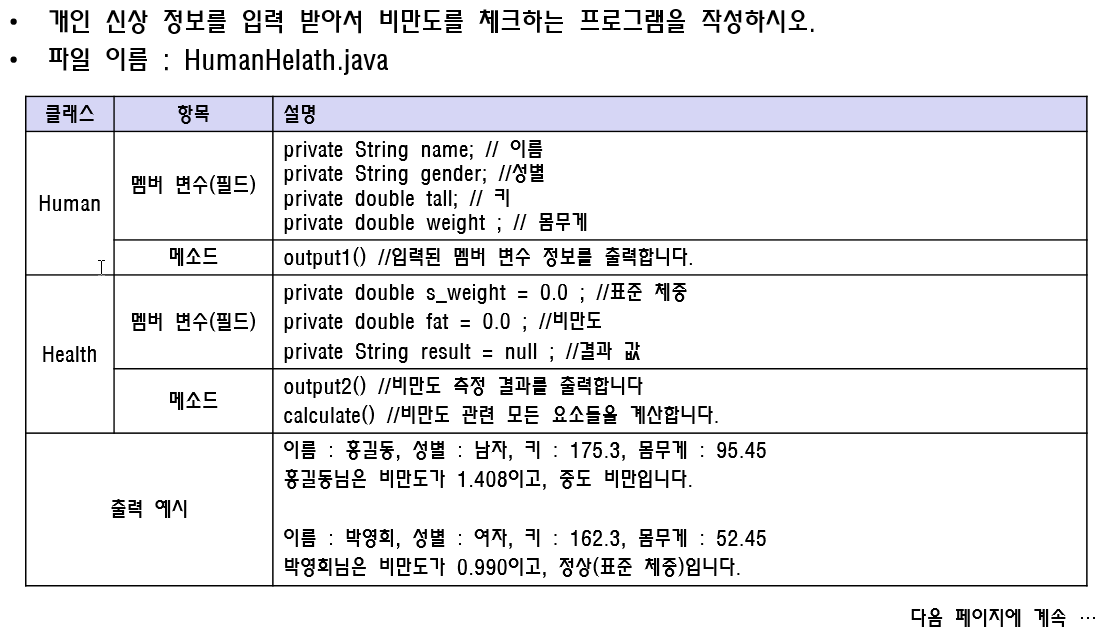 • 개인 신상 정보를 입력 받아서 비만도를 체크하는 프로그램을 작성하시오.
• 파일 이름 : HumanHelath.java
클래스 항목 설명
Human
멤버 변수(필드)
private String name; // 이름
private String gender; //성별
private double tall; // 키
private double weight ; // 몸무게
메소드
output1() //입력된 멤버 변수 정보를 출력합니다.
Health
멤버 변수(필드)
private double s_weight = 0.0 ; //표준 체중
private double fat = 0.0 ; //비만도
private String result = null ; //결과 값
메소드
output2() //비만도 측정 결과를 출력합니다
calculate() //비만도 관련 모든 요소들을 계산합니다.
출력 예시
이름 : 홍길동, 성별 : 남자, 키 : 175.3, 몸무게 : 95.45
홍길동님은 비만도가 1.408이고, 중도 비만입니다.
이름 : 박영희, 성별 : 여자, 키 : 162.3, 몸무게 : 52.45
박영희님은 비만도가 0.990이고, 정상(표준 체중)입니다.
다음 페이지에 계속 …